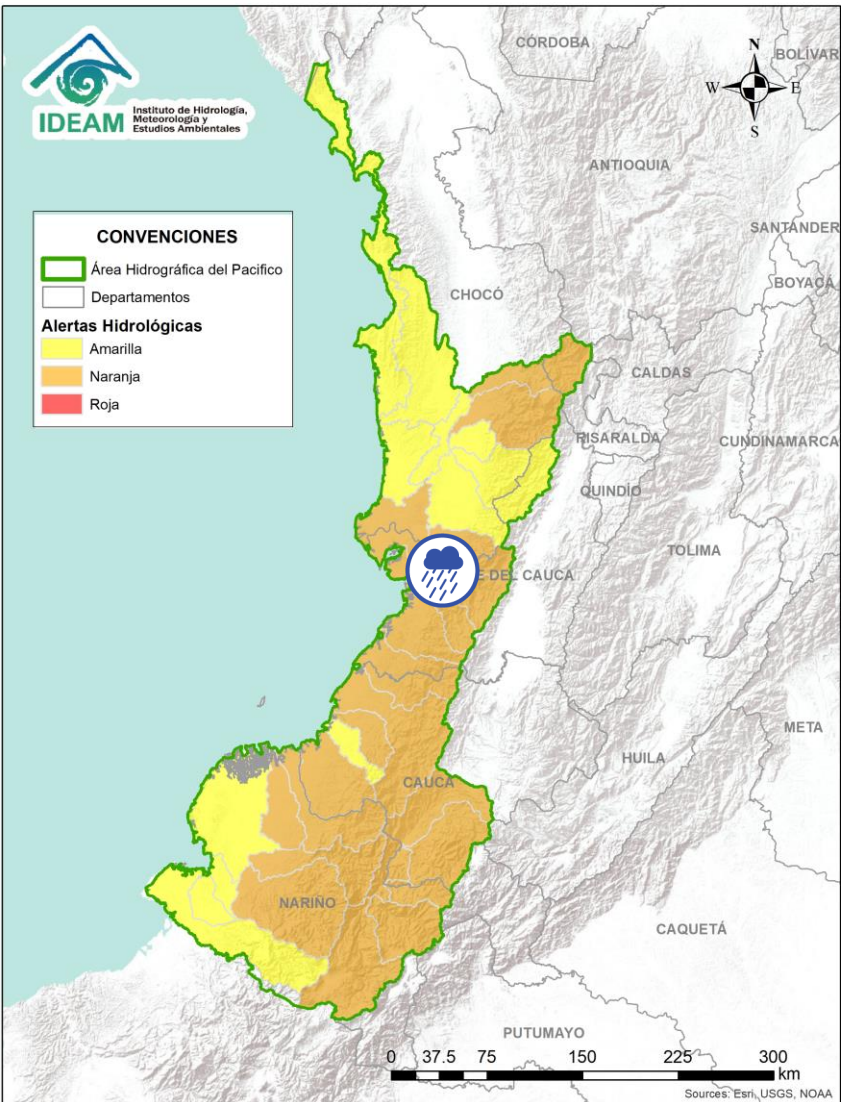 IDEAM
Instituto de Hidrología,
Meteorología y
Estudios Ambientales
N
W
E
S
CÓRDOBA
BOLÍVAR
ANTIOQUIA
SANTANDER
BOYACÁ
CHOCÓ
CALDAS
RISARALDA
CUNDINAMARCA
QUINDÍO
TOLIMA
E DEL CAUCA
META
HUILA
CAUCA
NARIÑO
CAQUETÁ
PUTUMAYO
CONVENCIONES
Área Hidrográfica del Pacifico
Departamentos
Alertas Hidrológicas
Amarilla
Naranja
Roja
0 37.5 75 150 225 300
km
Sources: Esri, USGS, NOAA